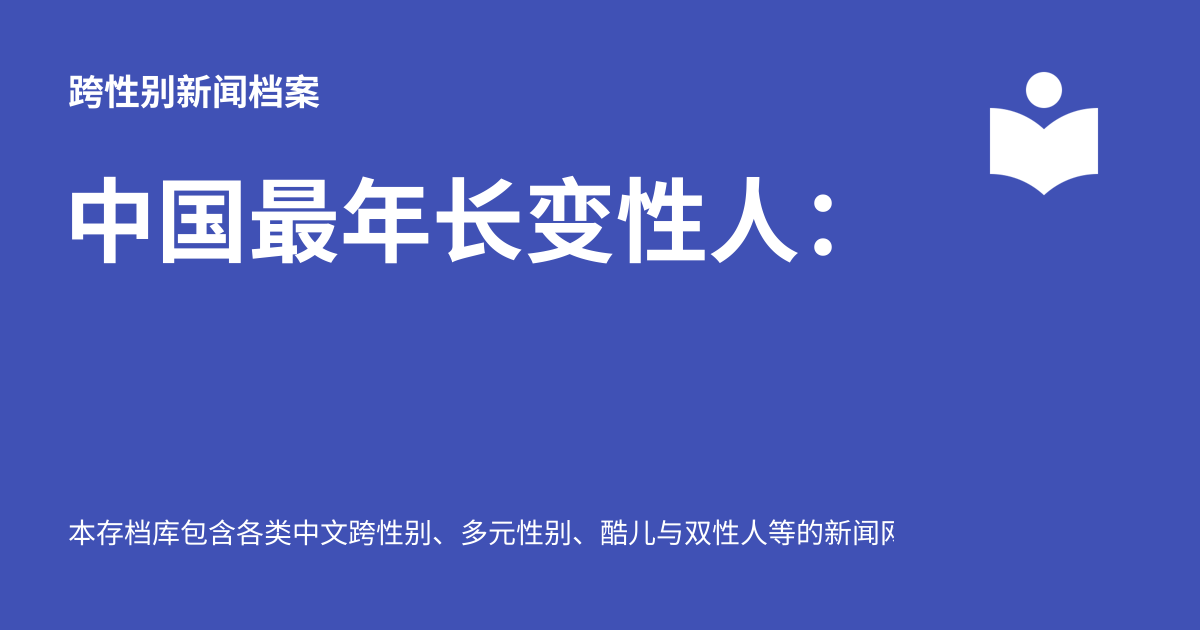 跨性别新闻档案
中国最年长变性人：
本存档库包含各类中文跨性别、多元性别、酷儿与双性人等的新闻